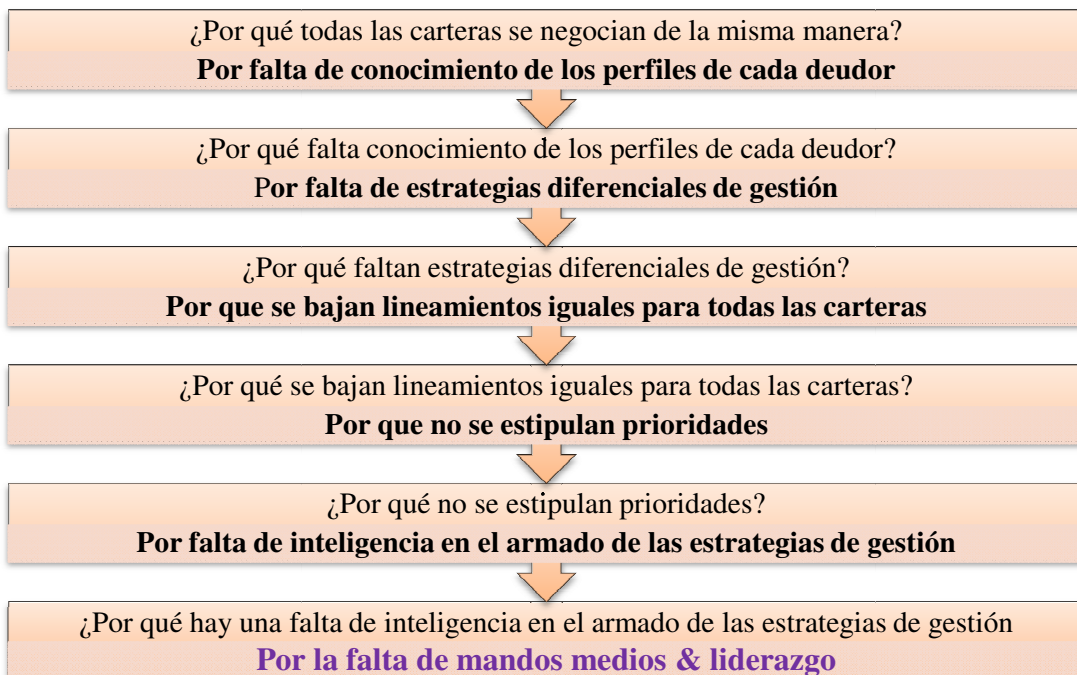 ¿Por qué todas las carteras se negocian de la misma manera?
Por falta de conocimiento de los perfiles de cada deudor
¿Por qué falta conocimiento de los perfiles de cada deudor?
Por falta de estrategias diferenciales de gestión
¿Por qué faltan estrategias diferenciales de gestión?
Por que se bajan lineamientos iguales para todas las carteras
¿Por qué se bajan lineamientos iguales para todas las carteras?
Por que no se estipulan prioridades
¿Por qué no se estipulan prioridades?
Por falta de inteligencia en el armado de las estrategias de gestión
¿Por qué hay una falta de inteligencia en el armado de las estrategias de gestión
Por la falta de mandos medios & liderazgo